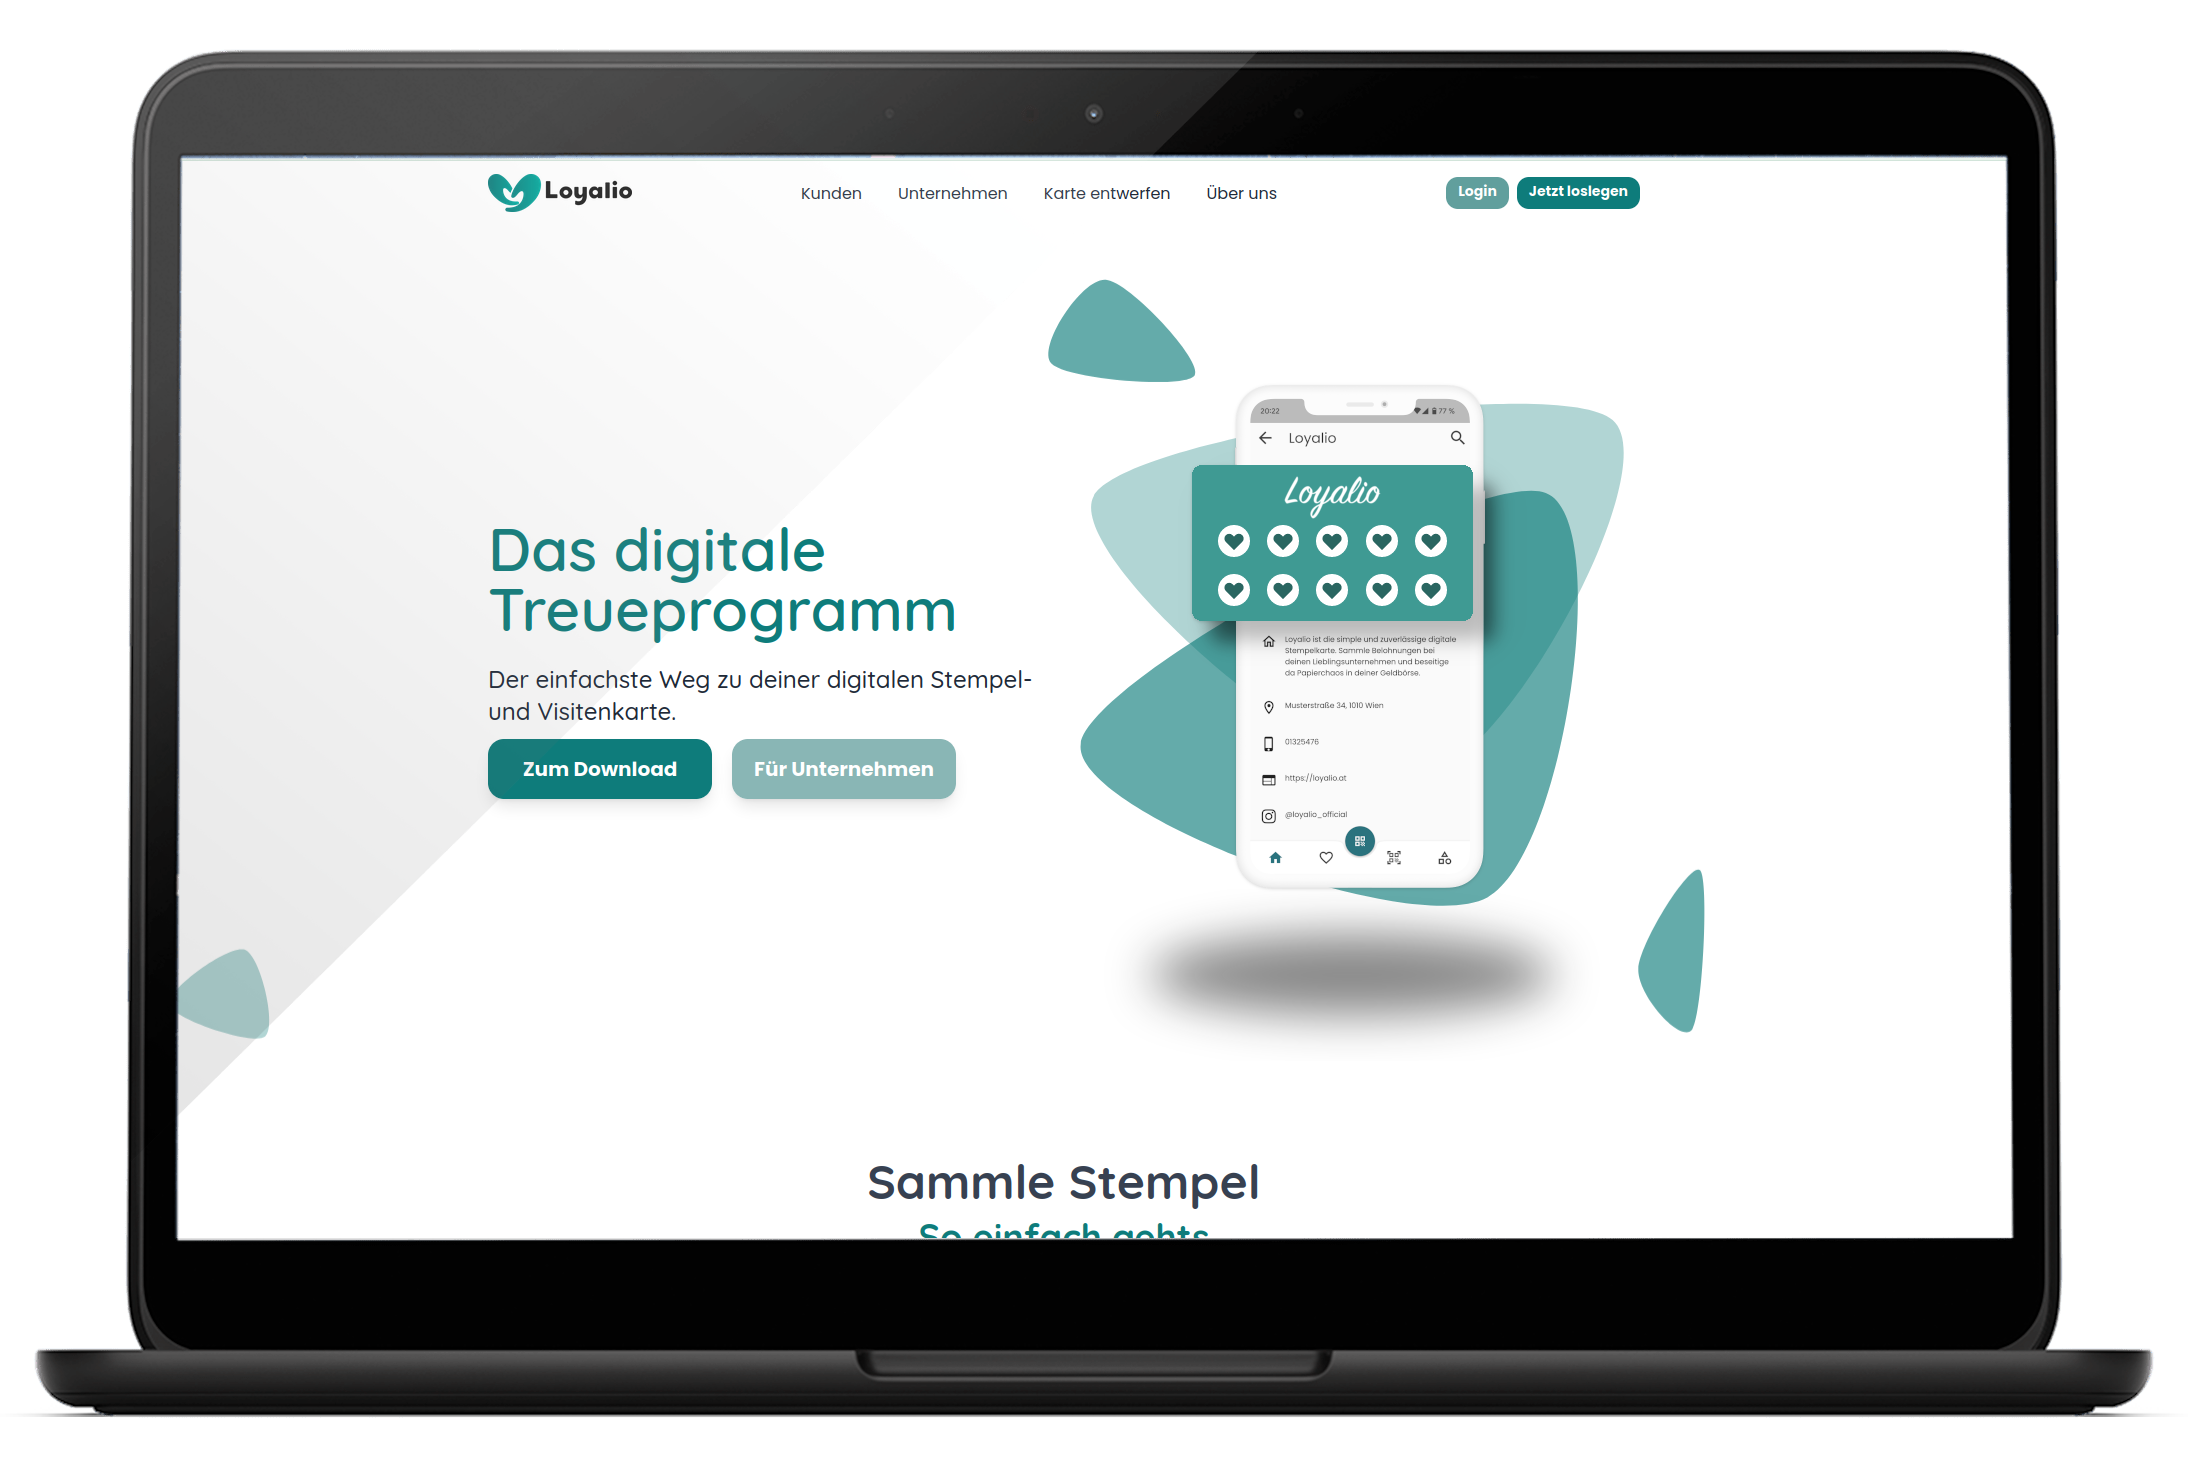 Loyalio
Kunden
Unternehmen
Karte entwerfen
Über uns
Login
Jetzt loslegen
Das digitale
Treueprogramm
Der einfachste Weg zu deiner digitalen Stempel-
und Visitenkarte.
Zum Download
Für Unternehmen
20:22
77 %
Loyalio
Loyalio
Loyalio ist die simple und zuverlässige digitale
Stempelkarte. Sammle Belohnungen bei
deinen Lieblingsunternehmen und beseitige
da Papierchaos in deiner Geldbörse.
Musterstraße 34, 1010 Wien
01325476
https://loyalio.at
@loyalio_official
Sammle Stempel
So einfach gehts